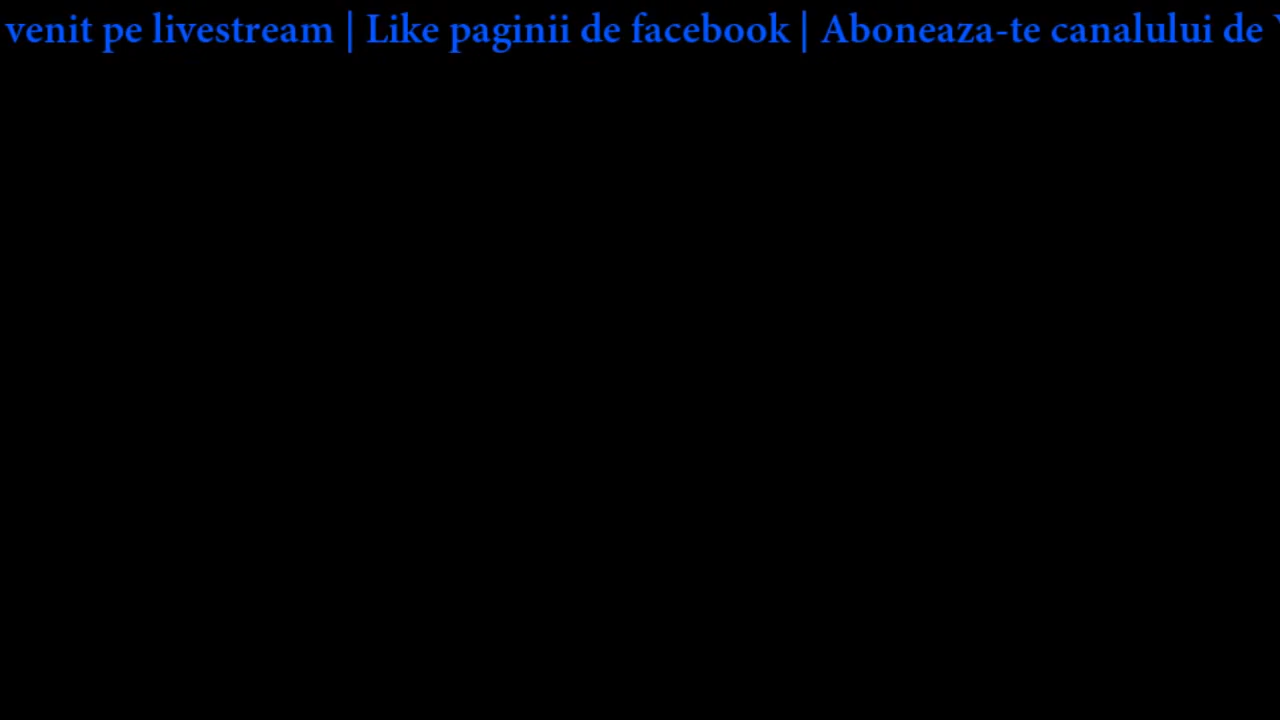 venit pe livestream | Like paginii de facebook | Aboneaza-te canalului de